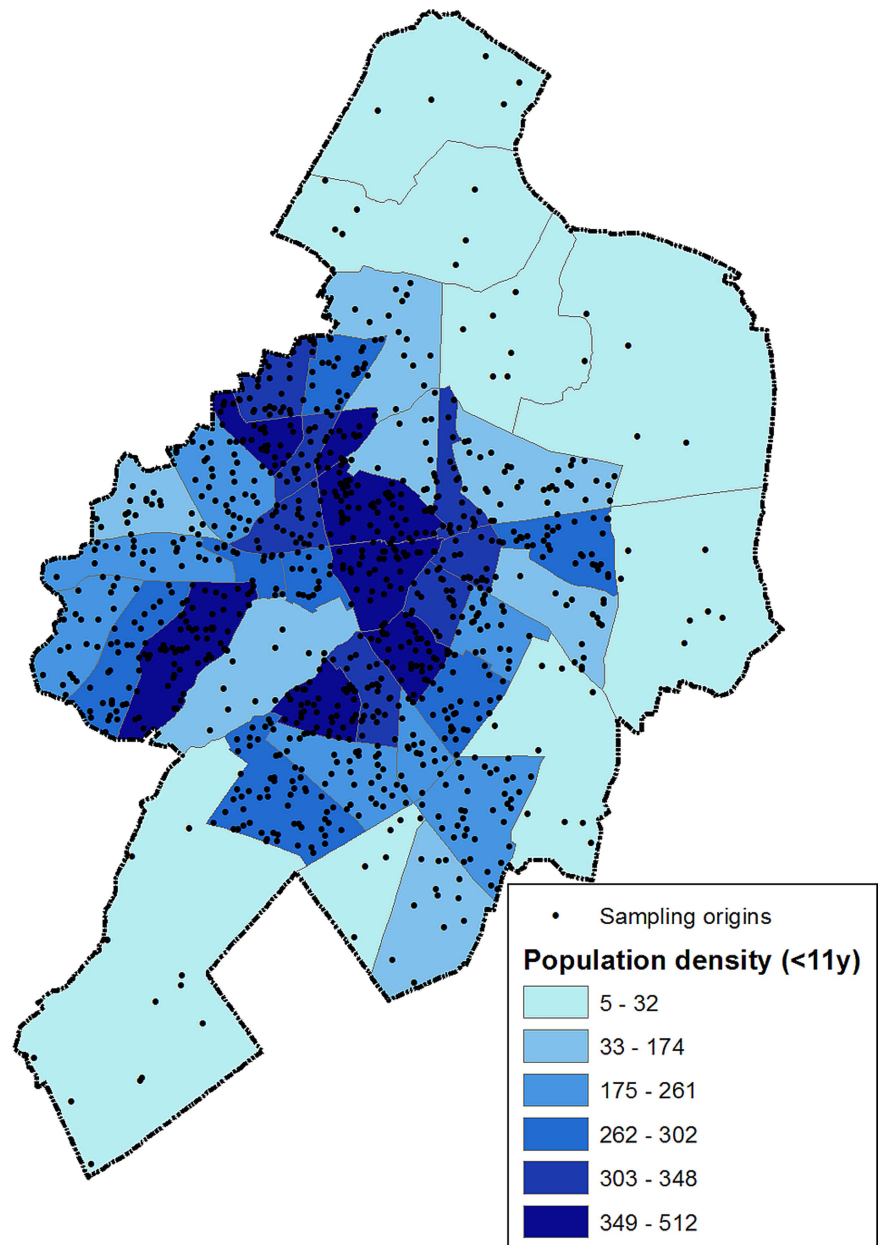 Sampling origins
Population density (<11y)
5 - 32
33 - 174
175 - 261
262 - 302
303 - 348
349 - 512